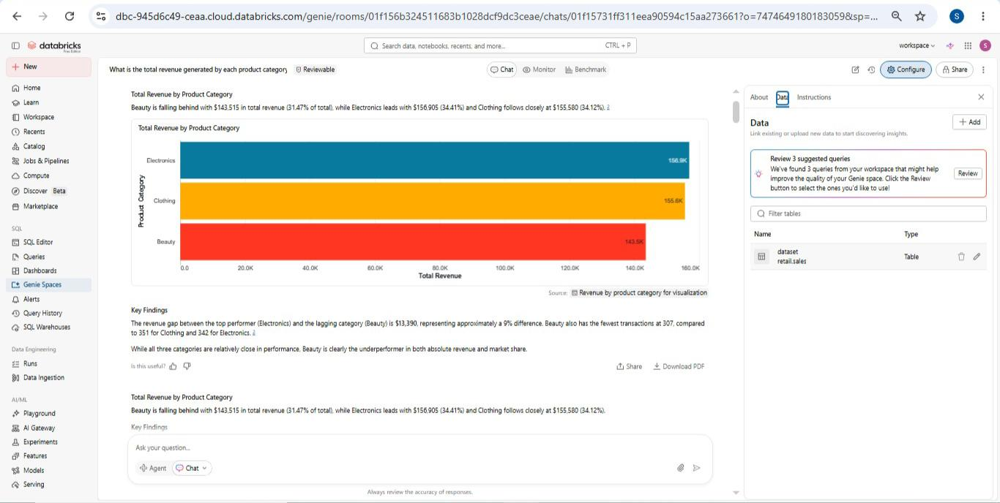 dbc-945d6c49-ceaa.cloud.databricks.com/genie/rooms/01f156b324511683b1028dcf9dc3ceae/chats/01f15731ff311eea90594c15aa273661?o=7474649180183059&sp=...
S
databricks
Free Edition
Search data, notebooks, recents, and more...
CTRL + P
workspace
S
New
Home
Learn
Workspace
Recents
Catalog
Jobs & Pipelines
Compute
Discover Beta
Marketplace
SQL
SQL Editor
Queries
Dashboards
Genie Spaces
Alerts
Query History
SQL Warehouses
Data Engineering
Runs
Data Ingestion
AI/ML
Playground
AI Gateway
Experiments
Features
Models
Serving
What is the total revenue generated by each product category
Reviewable
Chat
Monitor
Benchmark
Configure
Share
Total Revenue by Product Category
Beauty is falling behind with $143,515 in total revenue (31.47% of total), while Electronics leads with $156,905 (34.41%) and Clothing follows closely at $155,580 (34.12%). 2
Total Revenue by Product Category
Product Category
Electronics
156.9K
Clothing
155.6K
Beauty
143.5K
0.0 20.0K 40.0K 60.0K 80.0K 100.0K 120.0K 140.0K 160.0K
Total Revenue
Source: Revenue by product category for visualization
Key Findings
The revenue gap between the top performer (Electronics) and the lagging category (Beauty) is $13,390, representing approximately a 9% difference. Beauty also has the fewest transactions at 307, compared
to 351 for Clothing and 342 for Electronics. 2
While all three categories are relatively close in performance, Beauty is clearly the underperformer in both absolute revenue and market share.
Is this useful?
Share
Download PDF
Total Revenue by Product Category
Beauty is falling behind with $143,515 in total revenue (31.47% of total), while Electronics leads with $156,905 (34.41%) and Clothing follows closely at $155,580 (34.12%).
Key Findings
Ask your question...
Agent
Chat
Always review the accuracy of responses.
About
Data
Instructions
Data
Add
Link existing or upload new data to start discovering insights.
Review 3 suggested queries
We've found 3 queries from your workspace that might help
improve the quality of your Genie space. Click the Review
button to select the ones you'd like to use!
Review
Filter tables
Name Type
dataset
retail.sales
Table